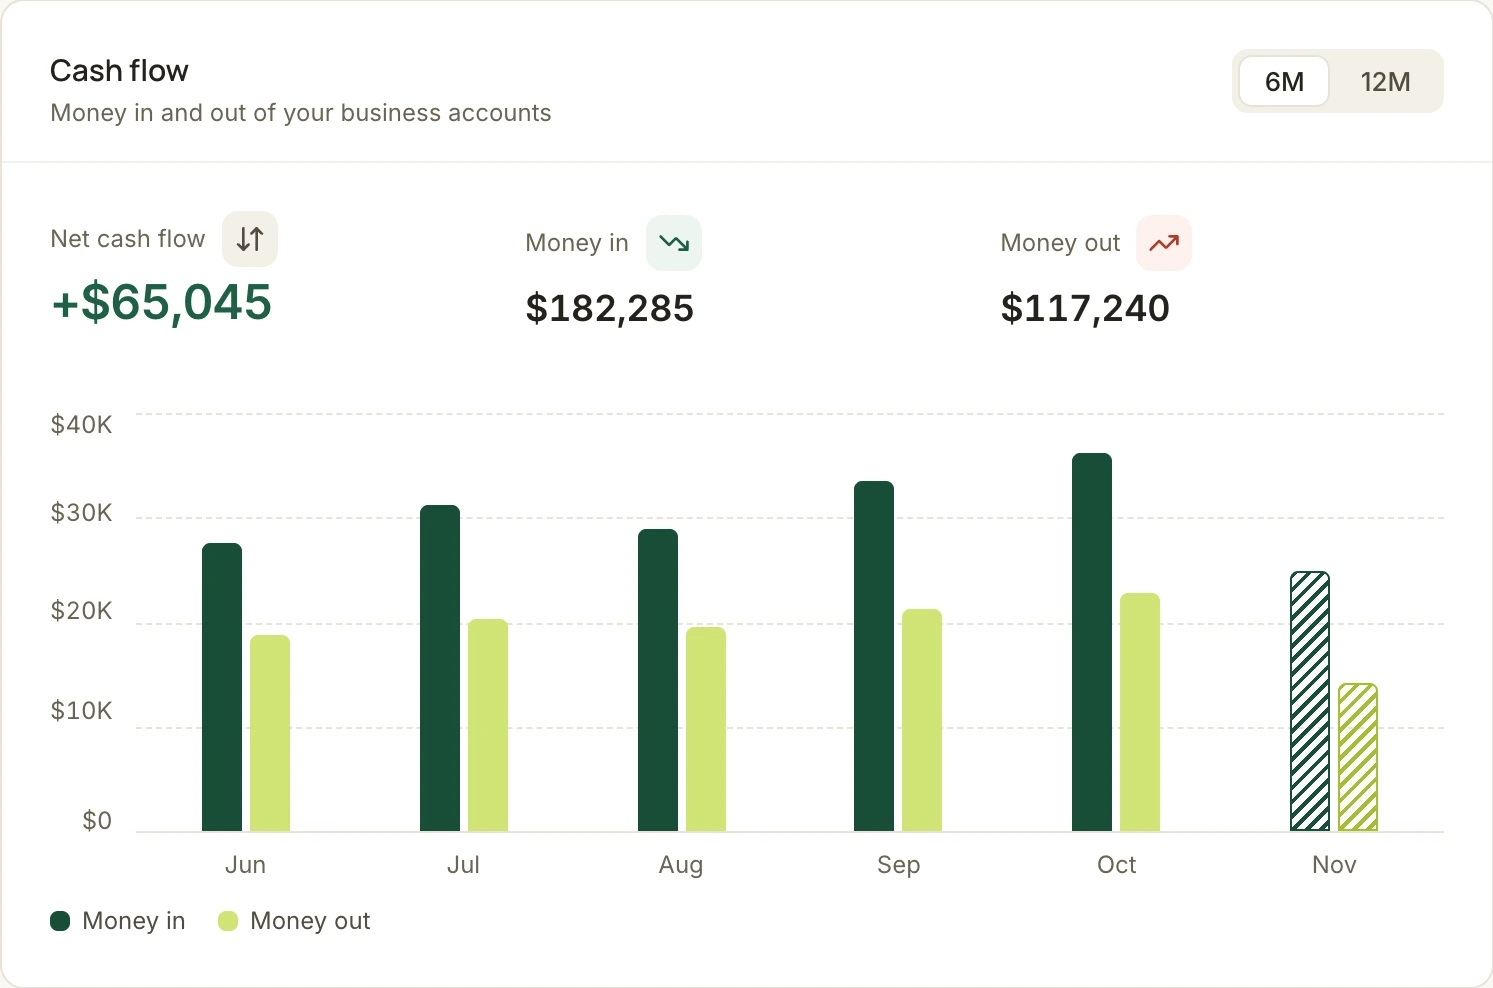 Cash flow
Money in and out of your business accounts
6M
12M
Net cash flow
+$65,045
Money in
$182,285
Money out
$117,240
$40K
$30K
$20K
$10K
$0
Jun
Jul
Aug
Sep
Oct
Nov
Money in
Money out